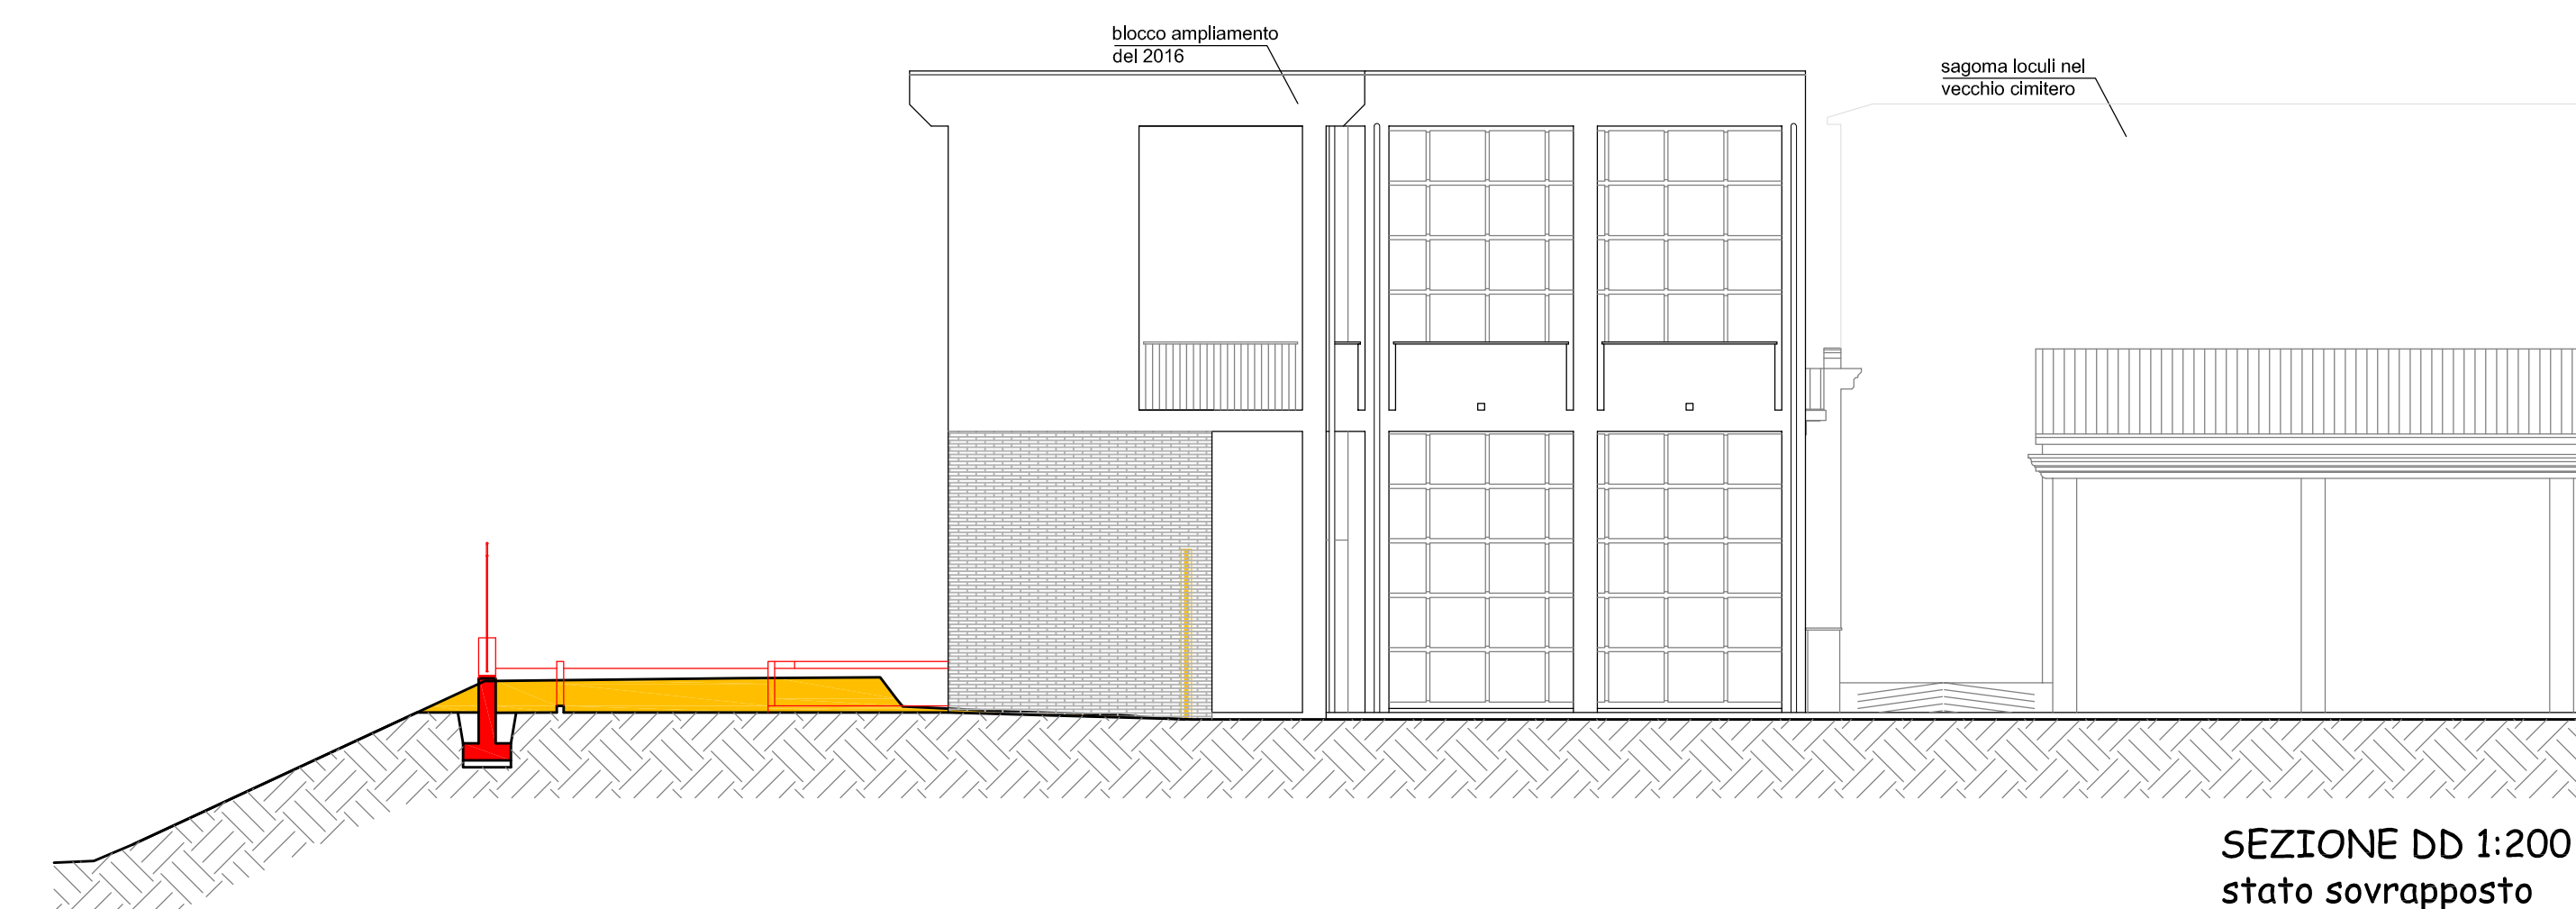 blocco ampliamento
del 2016
sagoma loculi nel
vecchio cimitero
SEZIONE DD 1:200
stato sovrapposto